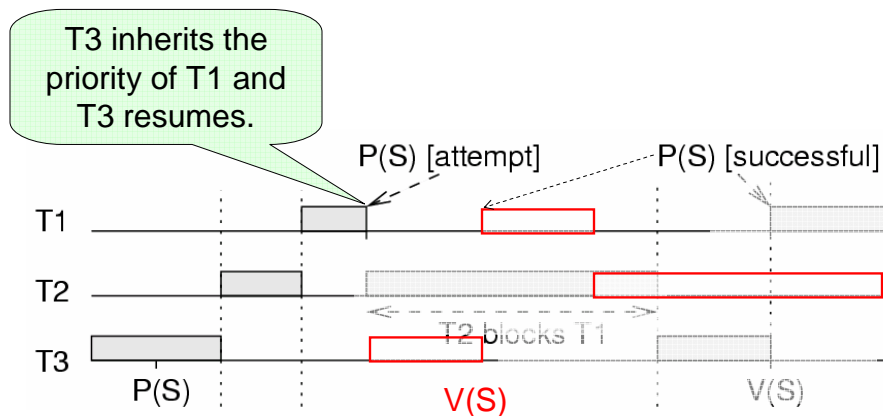 T3 inherits the
priority of T1 and
T3 resumes.
P(S) [attempt]
P(S) [successful]
T1
T2
T2 blocks T1
T3
P(S)
V(S)
V(S)